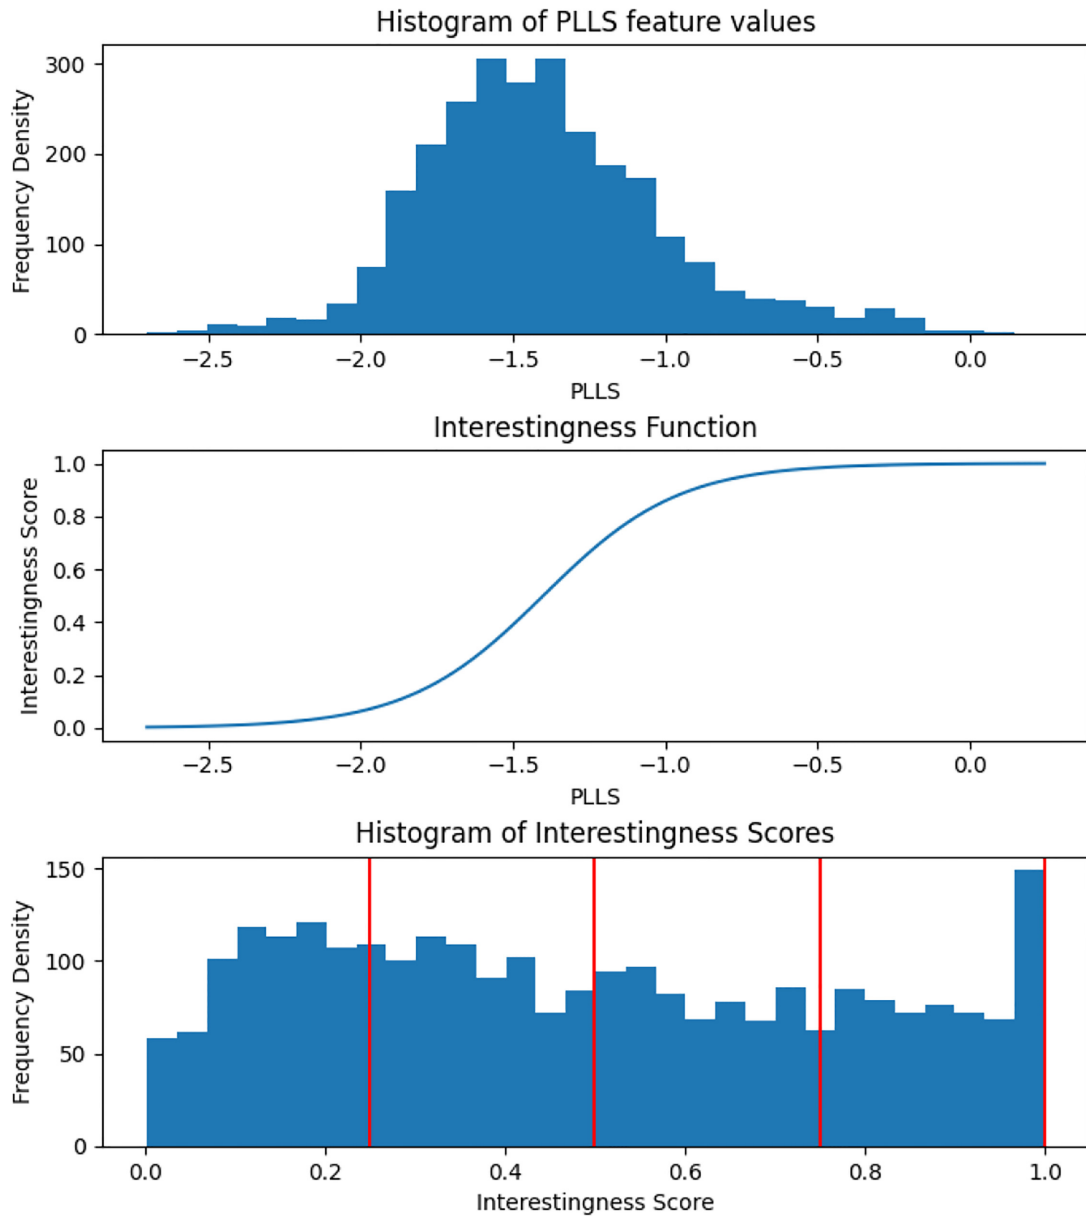 Histogram of PLLS feature values
Frequency Density
300
200
100
0
−2.5 −2.0 −1.5 −1.0 −0.5 0.0
PLLS
Interestingness Function
Interestingness Score
1.0
0.8
0.6
0.4
0.2
0.0
−2.5 −2.0 −1.5 −1.0 −0.5 0.0
PLLS
Histogram of Interestingness Scores
Frequency Density
150
100
50
0
0.0 0.2 0.4 0.6 0.8 1.0
Interestingness Score